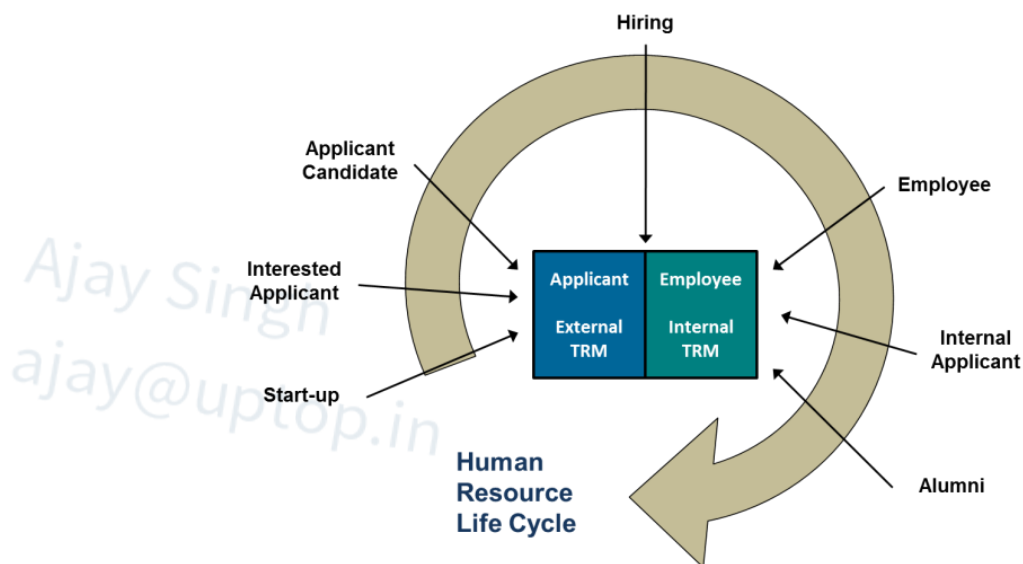 Hiring
Applicant
Candidate
Employee
Interested
Applicant
Applicant
External
TRM
Employee
Internal
TRM
Internal
Applicant
Start-up
Alumni
Human
Resource
Life Cycle
Ajay Singh
ajay@uptop.in